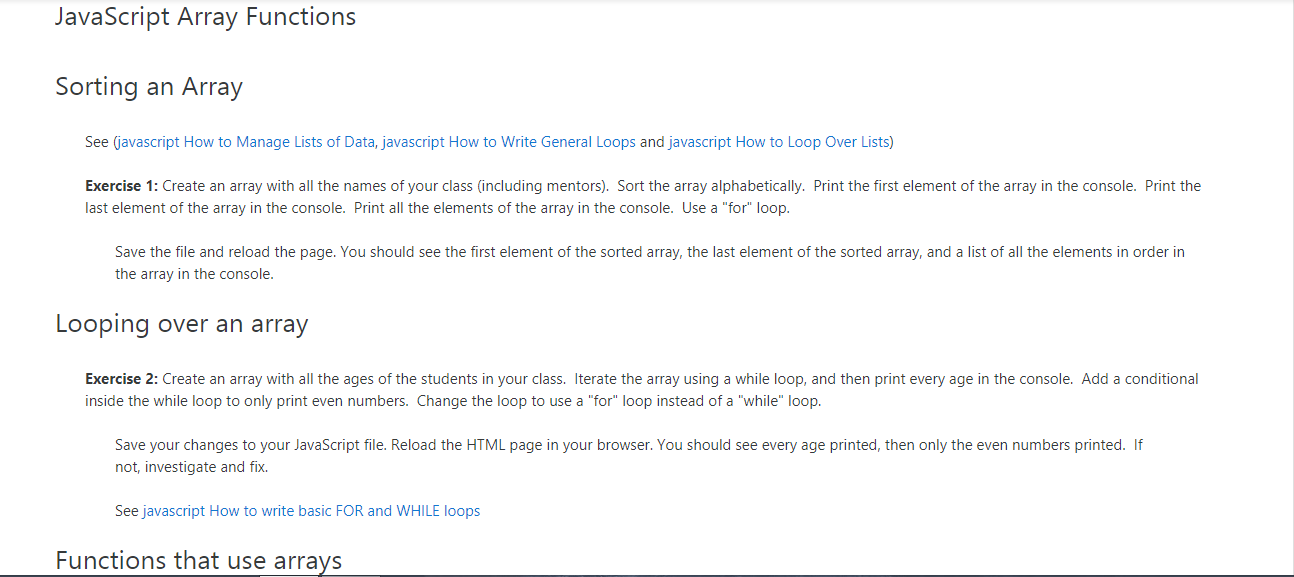 JavaScript Array Functions
Sorting an Array
See (javascript How to Manage Lists of Data, javascript How to Write General Loops and javascript How to Loop Over Lists)
Exercise 1: Create an array with all the names of your class (including mentors).  Sort the array alphabetically.  Print the first element of the array in the console.  Print the
last element of the array in the console.  Print all the elements of the array in the console.  Use a "for" loop.
Save the file and reload the page. You should see the first element of the sorted array, the last element of the sorted array, and a list of all the elements in order in
the array in the console.
Looping over an array
Exercise 2: Create an array with all the ages of the students in your class.  Iterate the array using a while loop, and then print every age in the console.  Add a conditional
inside the while loop to only print even numbers.  Change the loop to use a "for" loop instead of a "while" loop.
Save your changes to your JavaScript file. Reload the HTML page in your browser. You should see every age printed, then only the even numbers printed.  If
not, investigate and fix.
See javascript How to write basic FOR and WHILE loops
Functions that use arrays